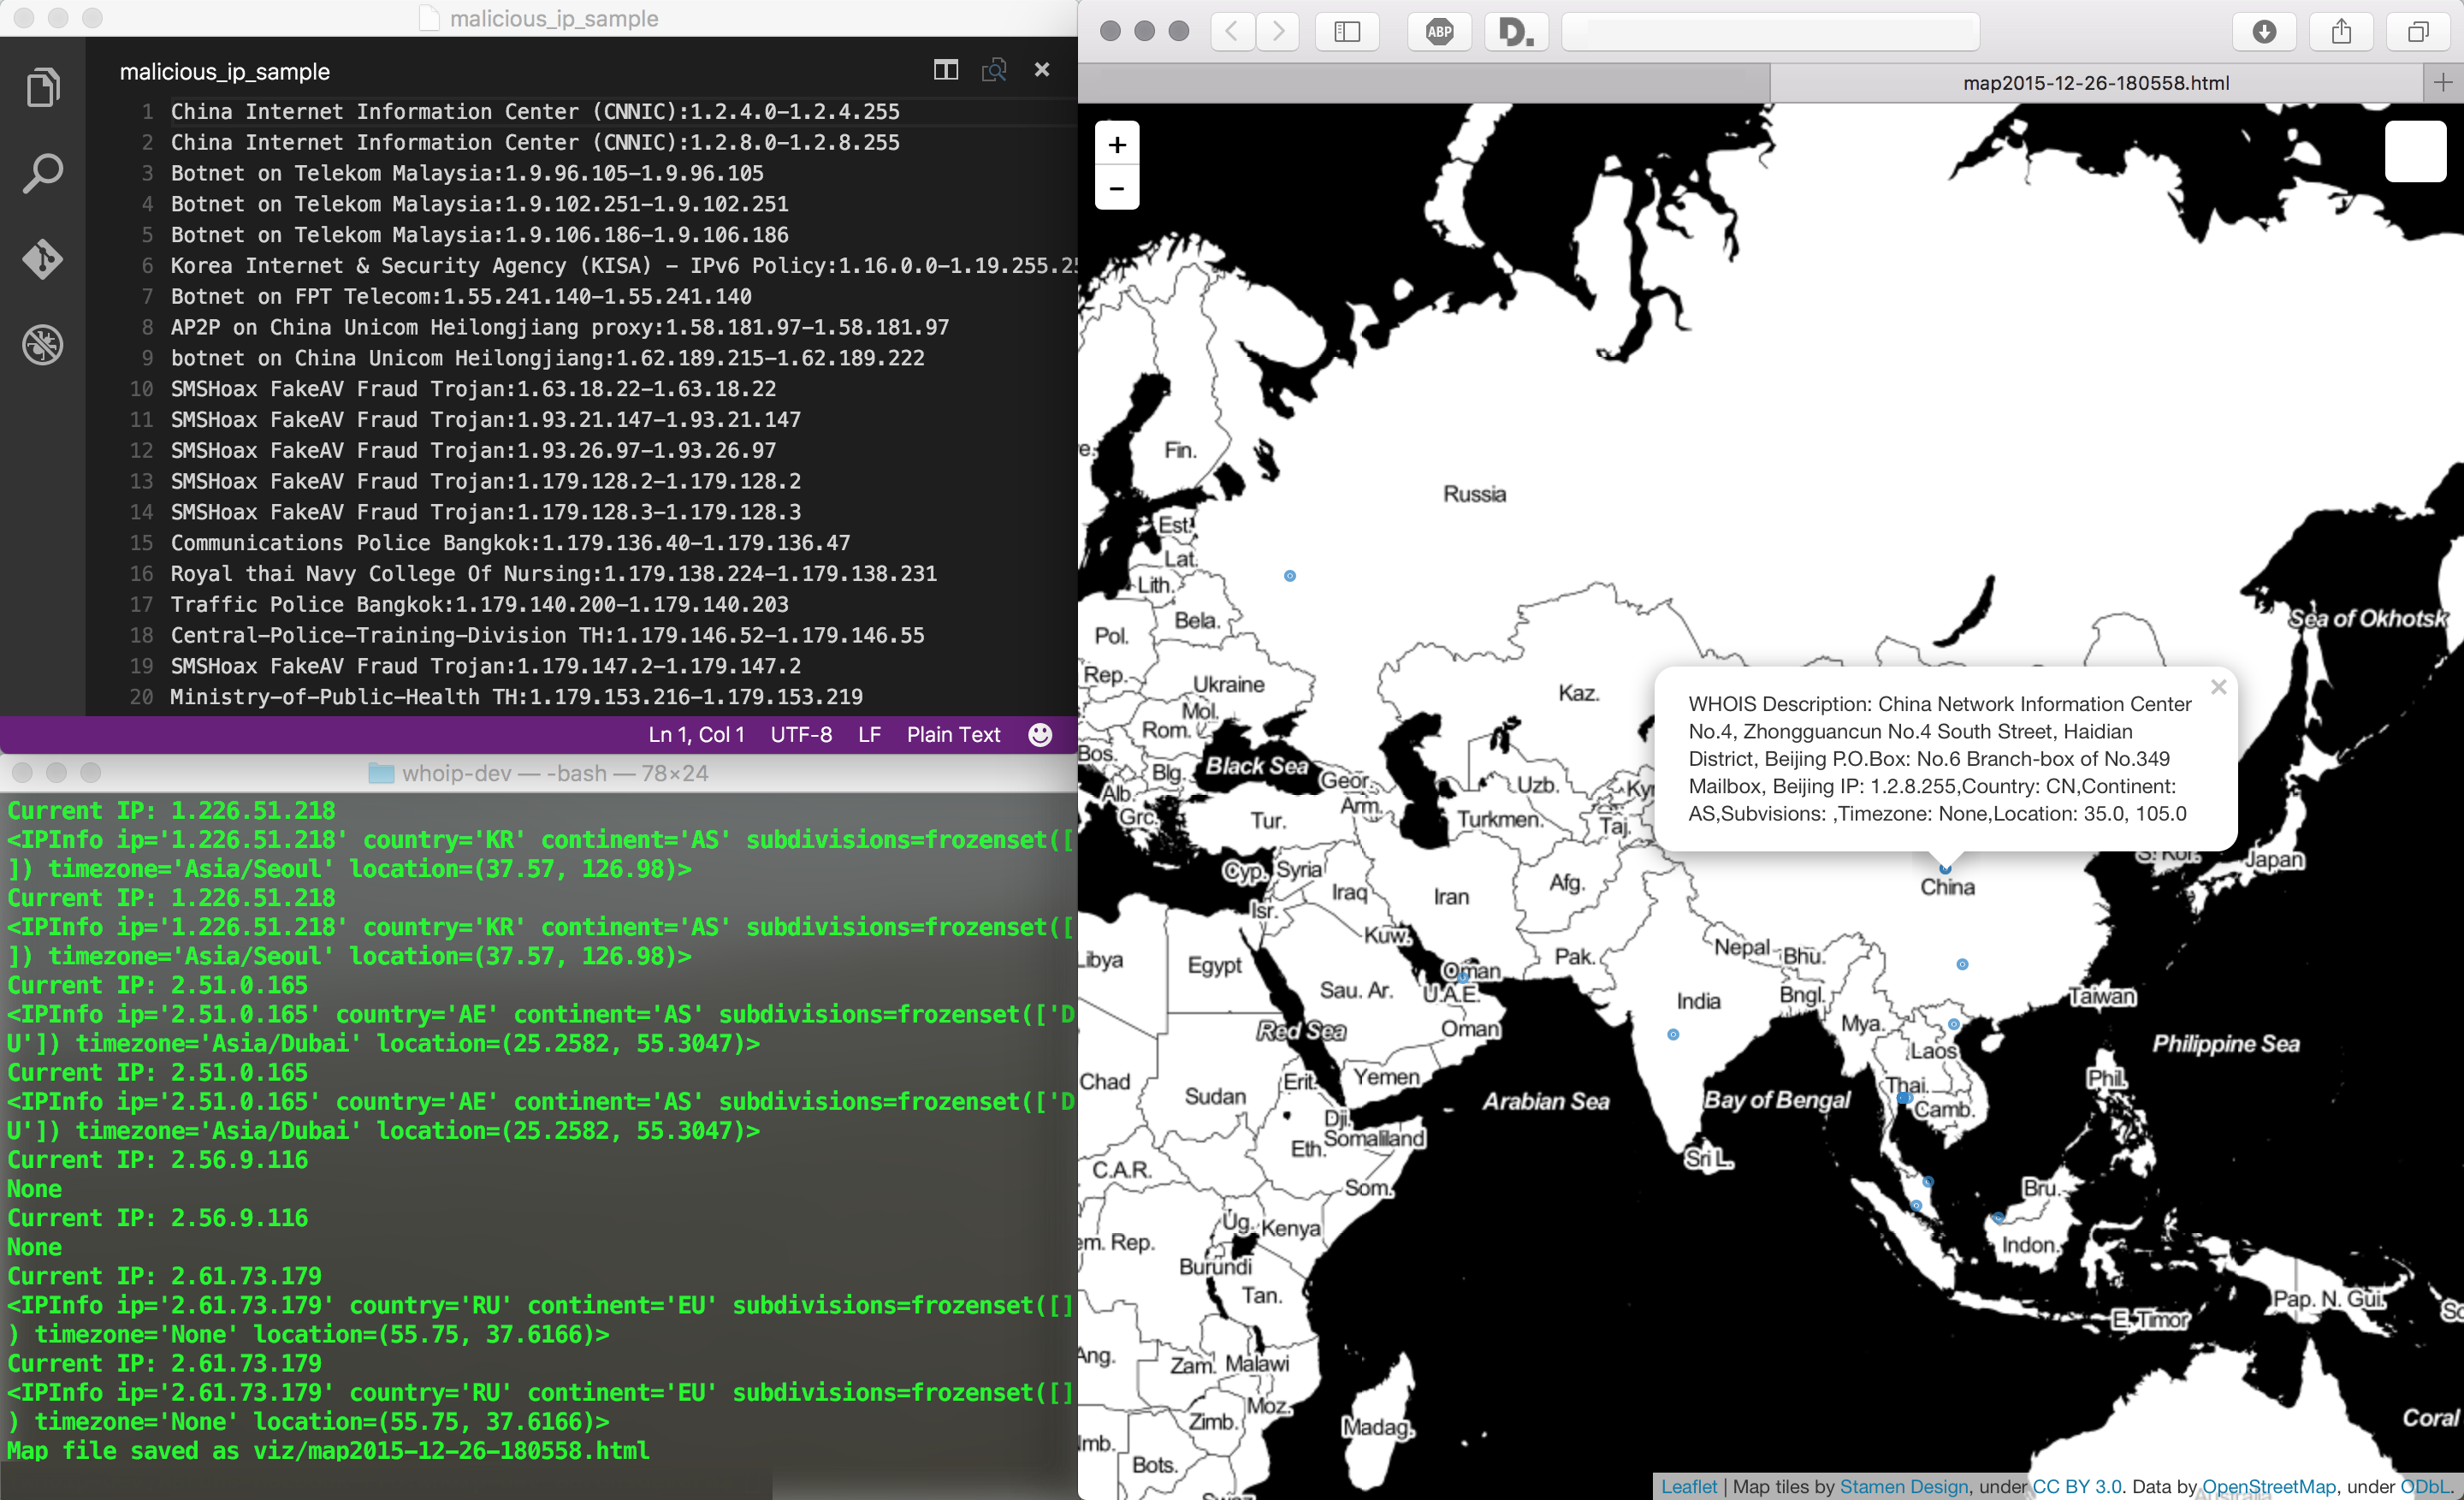 malicious_ip_sample
malicious_ip_sample
1 China Internet Information Center (CNNIC):1.2.4.0-1.2.4.255
2 China Internet Information Center (CNNIC):1.2.8.0-1.2.8.255
3 Botnet on Telekom Malaysia:1.9.96.105-1.9.96.105
4 Botnet on Telekom Malaysia:1.9.102.251-1.9.102.251
5 Botnet on Telekom Malaysia:1.9.106.186-1.9.106.186
6 Korea Internet & Security Agency (KISA) - IPv6 Policy:1.16.0.0-1.19.255.25
7 Botnet on FPT Telecom:1.55.241.140-1.55.241.140
8 AP2P on China Unicom Heilongjiang proxy:1.58.181.97-1.58.181.97
9 botnet on China Unicom Heilongjiang:1.62.189.215-1.62.189.222
10 SMSHoax FakeAV Fraud Trojan:1.63.18.22-1.63.18.22
11 SMSHoax FakeAV Fraud Trojan:1.93.21.147-1.93.21.147
12 SMSHoax FakeAV Fraud Trojan:1.93.26.97-1.93.26.97
13 SMSHoax FakeAV Fraud Trojan:1.179.128.2-1.179.128.2
14 SMSHoax FakeAV Fraud Trojan:1.179.128.3-1.179.128.3
15 Communications Police Bangkok:1.179.136.40-1.179.136.47
16 Royal thai Navy College Of Nursing:1.179.138.224-1.179.138.231
17 Traffic Police Bangkok:1.179.140.200-1.179.140.203
18 Central-Police-Training-Division TH:1.179.146.52-1.179.146.55
19 SMSHoax FakeAV Fraud Trojan:1.179.147.2-1.179.147.2
20 Ministry-of-Public-Health TH:1.179.153.216-1.179.153.219
Ln 1, Col 1 UTF-8 LF Plain Text
whoip-dev — -bash — 78×24
Current IP: 1.226.51.218
<IPInfo ip='1.226.51.218' country='KR' continent='AS' subdivisions=frozenset([
]) timezone='Asia/Seoul' location=(37.57, 126.98)>
Current IP: 1.226.51.218
<IPInfo ip='1.226.51.218' country='KR' continent='AS' subdivisions=frozenset([
]) timezone='Asia/Seoul' location=(37.57, 126.98)>
Current IP: 2.51.0.165
<IPInfo ip='2.51.0.165' country='AE' continent='AS' subdivisions=frozenset(['D
U']) timezone='Asia/Dubai' location=(25.2582, 55.3047)>
Current IP: 2.51.0.165
<IPInfo ip='2.51.0.165' country='AE' continent='AS' subdivisions=frozenset(['D
U']) timezone='Asia/Dubai' location=(25.2582, 55.3047)>
Current IP: 2.56.9.116
None
Current IP: 2.56.9.116
None
Current IP: 2.61.73.179
<IPInfo ip='2.61.73.179' country='RU' continent='EU' subdivisions=frozenset([]
) timezone='None' location=(55.75, 37.6166)>
Current IP: 2.61.73.179
<IPInfo ip='2.61.73.179' country='RU' continent='EU' subdivisions=frozenset([]
) timezone='None' location=(55.75, 37.6166)>
Map file saved as viz/map2015-12-26-180558.html
ABP D.
map2015-12-26-180558.html
+
−
Fin.
Russia
Est.
Lat.
Lith.
Bela.
Pol.
Sea of Okhotsk
Rep.
Ukraine
Kaz.
Mol.
Rom.
Bos.
Black Sea
Blg.
Geor.
Uzb.
Alb.
Arm.
Kyr
Grc.
Tur.
Turkmen.
Taj.
WHOIS Description: China Network Information Center
No.4, Zhongguancun No.4 South Street, Haidian
District, Beijing P.O.Box: No.6 Branch-box of No.349
Mailbox, Beijing IP: 1.2.8.255,Country: CN,Continent:
AS,Subvisions: ,Timezone: None,Location: 35.0, 105.0
S. Kor.
Japan
Cyp.
Syria
Iraq
Iran
Afg.
China
Isr.
Kuw.
Nepal
Bhu.
Pak.
ibya
Egypt
Oman
Sau. Ar.
U.A.E.
India
Bngl.
Taiwan
Red Sea
Oman
Mya.
Laos
Philippine Sea
Chad
Sudan
Erit.
Yemen
Arabian Sea
Bay of Bengal
Thai.
Camb.
Phil.
Dji.
Somaliland
Eth.
Sri L.
C.A.R.
Som.
Bru.
Ug.
Kenya
em. Rep.
Indon.
Burundi
Tan.
Pap. N. Gui.
E. Timor
Ang.
Zam.
Malawi
Moz.
Zimb.
Madag.
Coral
mb.
Bots.
Leaflet | Map tiles by Stamen Design, under CC BY 3.0. Data by OpenStreetMap, under ODbL.